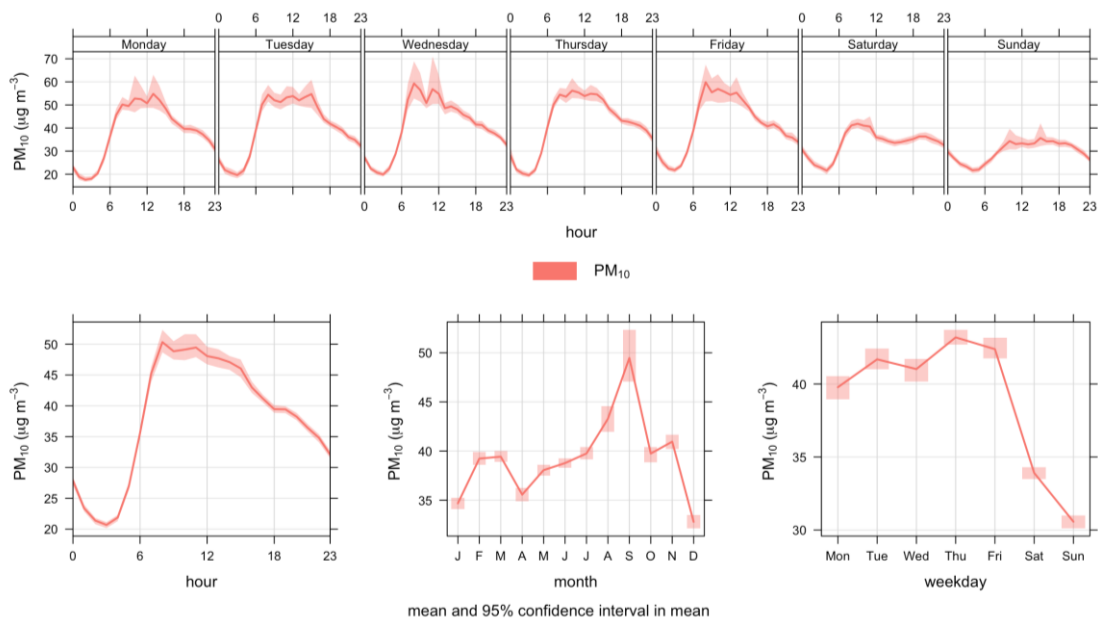 0 6 12 18 23 0 6 12 18 23 0 6 12 18 23
Monday Tuesday Wednesday Thursday Friday Saturday Sunday
PM₁₀ (μg m⁻³)
70
60
50
40
30
20
0 6 12 18 23 0 6 12 18 23 0 6 12 18 23 0 6 12 18 23
hour
PM₁₀
PM₁₀ (μg m⁻³)
50
45
40
35
30
25
20
0 6 12 18 23
hour
PM₁₀ (μg m⁻³)
50
45
40
35
J F M A M J J A S O N D
month
PM₁₀ (μg m⁻³)
40
35
30
Mon Tue Wed Thu Fri Sat Sun
weekday
mean and 95% confidence interval in mean